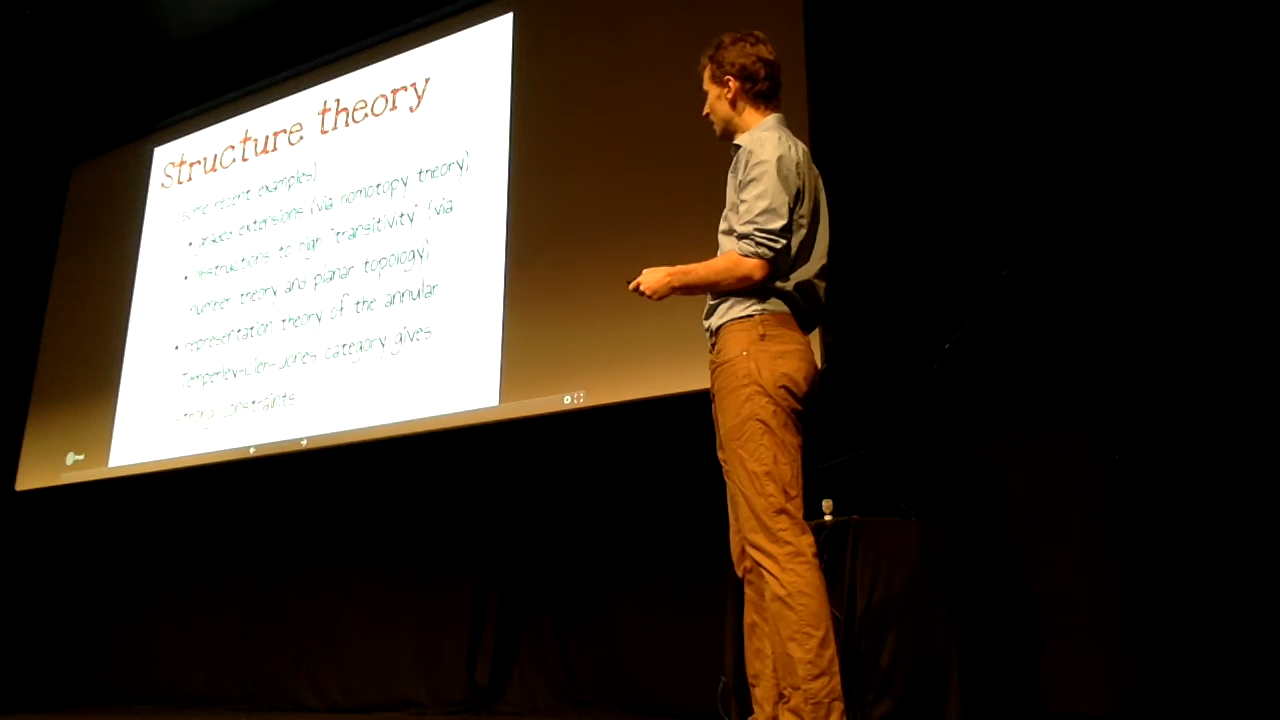 Structure theory
(some recent examples)
• graded extensions (via homotopy theory)
• obstructions to high "transitivity" (via
number theory and planar topology)
• representation theory of the annular
Temperley-Lieb-Jones category gives
strong constraints